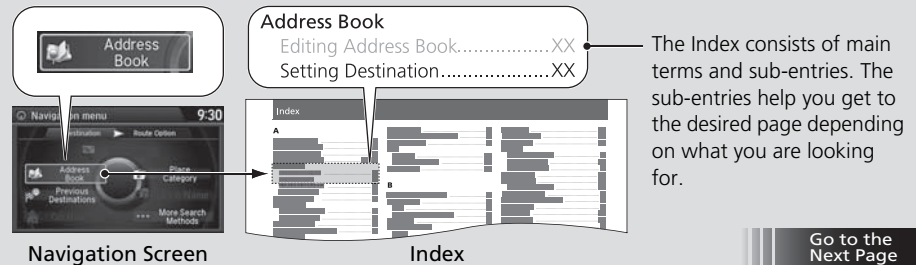 Address
Book
Address Book
Editing Address Book................XX
Setting Destination...................XX
The Index consists of main
terms and sub-entries. The
sub-entries help you get to
the desired page depending
on what you are looking
for.
Navigation menu
9:30
Destination
Route Option
Address
Book
Place
Category
Previous
Destinations
More Search
Methods
Index
A
B
Navigation Screen
Index
Go to the
Next Page